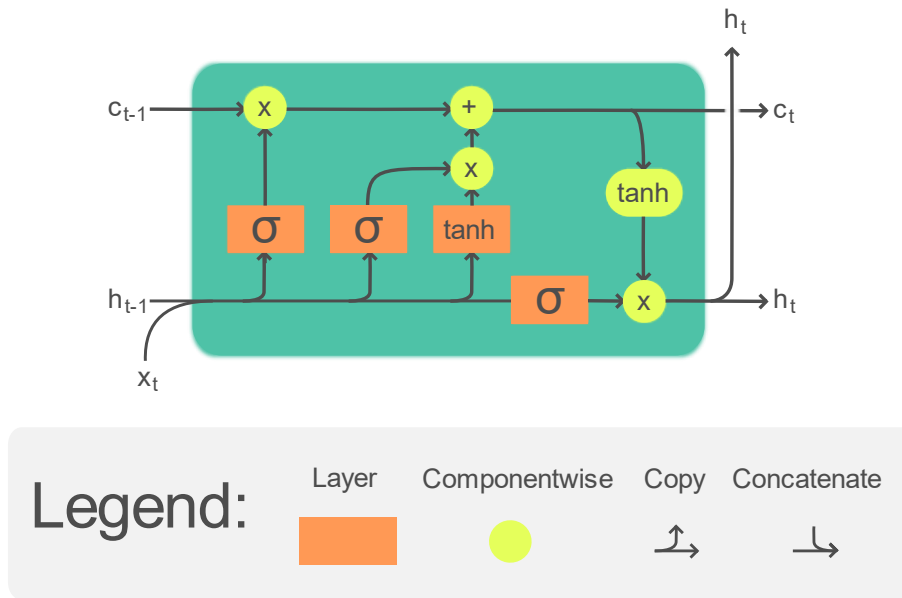 h_t
c_{t-1} x + c_t
x
tanh
σ σ tanh
h_{t-1} σ x h_t
x_t
Legend:
Layer Componentwise Copy Concatenate